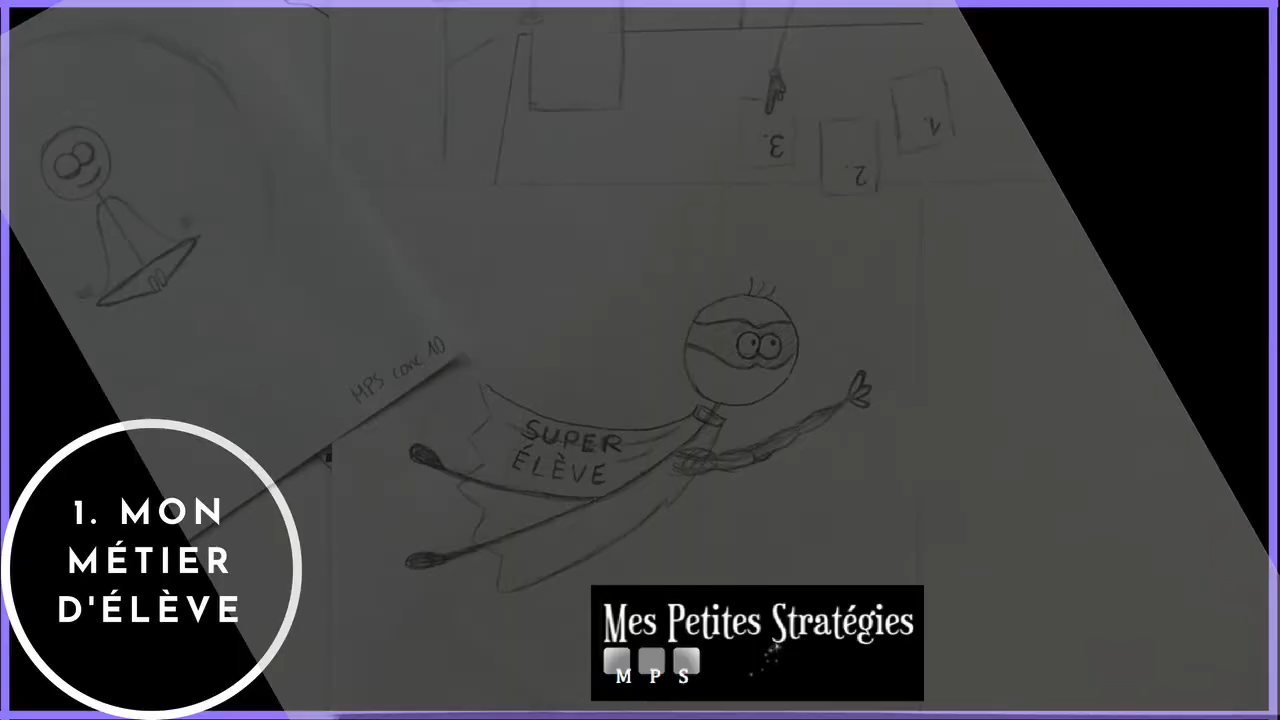 3.
2.
1.
MPS conc 10
SUPER
ÉLÈVE
1. MON
MÉTIER
D'ÉLÈVE
Mes Petites Stratégies
M P S